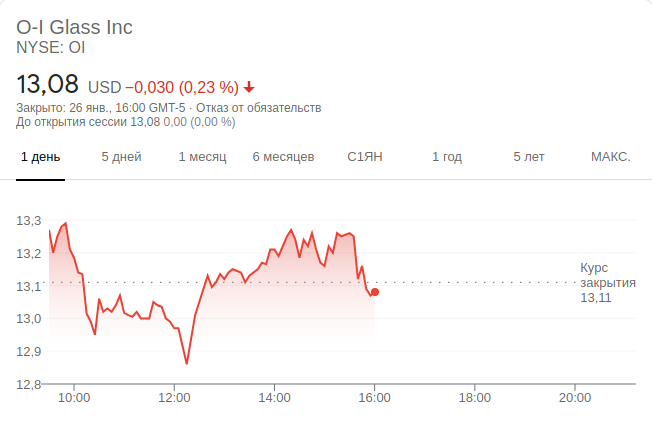 O-I Glass Inc
NYSE: OI
13,08 USD −0,030 (0,23 %)
Закрыто: 26 янв., 16:00 GMT-5 · Отказ от обязательств
До открытия сессии 13,08 0,00 (0,00 %)
1 день 5 дней 1 месяц 6 месяцев С1ЯН 1 год 5 лет МАКС.
13,3
13,2
13,1
13,0
12,9
12,8
Курс
закрытия
13,11
10:00 12:00 14:00 16:00 18:00 20:00